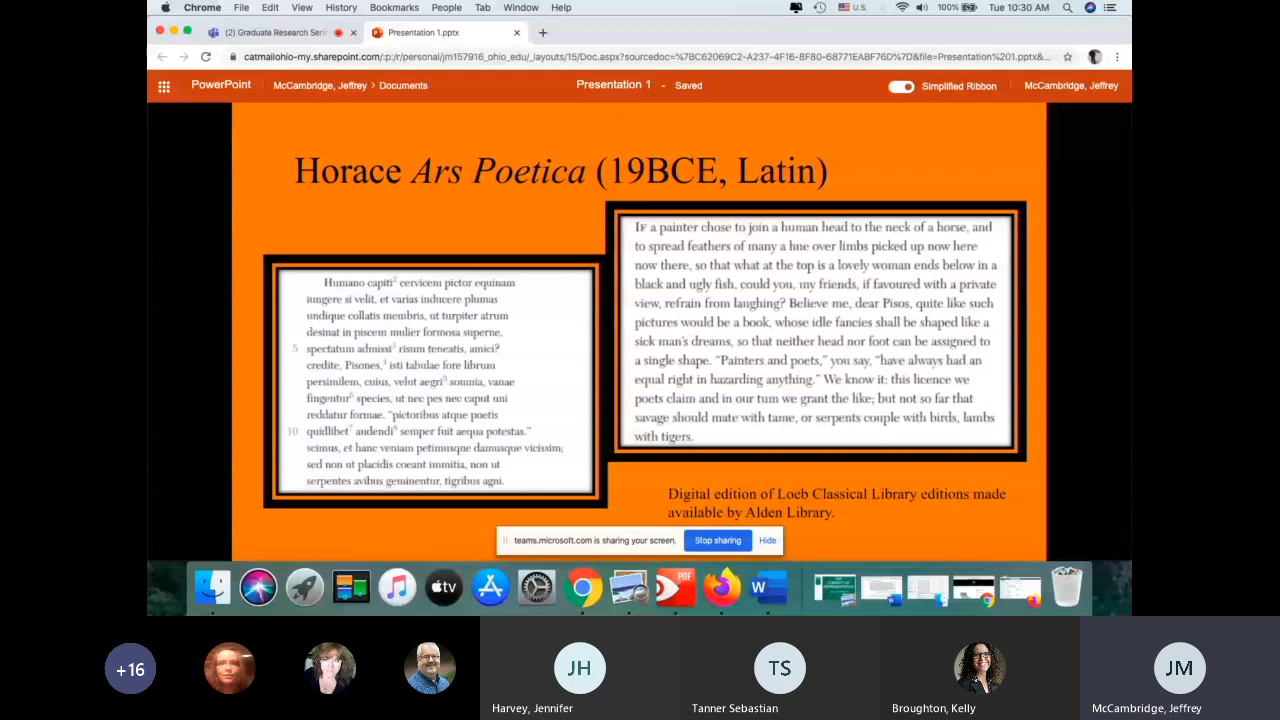 Chrome File Edit View History Bookmarks People Tab Window Help
U.S. 100% Tue 10:30 AM
(2) Graduate Research Seri
Presentation 1.pptx
catmailohio-my.sharepoint.com/:p:/r/personal/jm157916_ohio_edu/_layouts/15/Doc.aspx?sourcedoc=%7BC62069C2-A237-4F16-8F80-68771EABF76D%7D&file=Presentation%201.pptx&...
PowerPoint McCambridge, Jeffrey > Documents Presentation 1 - Saved Simplified Ribbon McCambridge, Jeffrey
Horace Ars Poetica (19BCE, Latin)
Humano capiti2 cervicem pictor equinam
iungere si velit, et varias inducere plumas
undique collatis membris, ut turpiter atrum
desinat in piscem mulier formosa superne,
5 spectatum admissi3 risum teneatis, amici?
credite, Pisones,4 isti tabulae fore librum
persimilem, cuius, velut aegri5 somnia, vanae
fingentur6 species, ut nec pes nec caput uni
reddatur formae. "pictoribus atque poetis
10 quidlibet7 audendi8 semper fuit aequa potestas."
scimus, et hanc veniam petimusque damusque vicissim;
sed non ut placidis coeant immitia, non ut
serpentes avibus geminentur, tigribus agni.
IF a painter chose to join a human head to the neck of a horse, and
to spread feathers of many a hue over limbs picked up now here
now there, so that what at the top is a lovely woman ends below in a
black and ugly fish, could you, my friends, if favoured with a private
view, refrain from laughing? Believe me, dear Pisos, quite like such
pictures would be a book, whose idle fancies shall be shaped like a
sick man's dreams, so that neither head nor foot can be assigned to
a single shape. "Painters and poets," you say, "have always had an
equal right in hazarding anything." We know it: this licence we
poets claim and in our turn we grant the like; but not so far that
savage should mate with tame, or serpents couple with birds, lambs
with tigers.
Digital edition of Loeb Classical Library editions made
available by Alden Library.
teams.microsoft.com is sharing your screen. Stop sharing Hide
tv
PDF
+16
JH
TS
JM
Harvey, Jennifer
Tanner Sebastian
Broughton, Kelly
McCambridge, Jeffrey